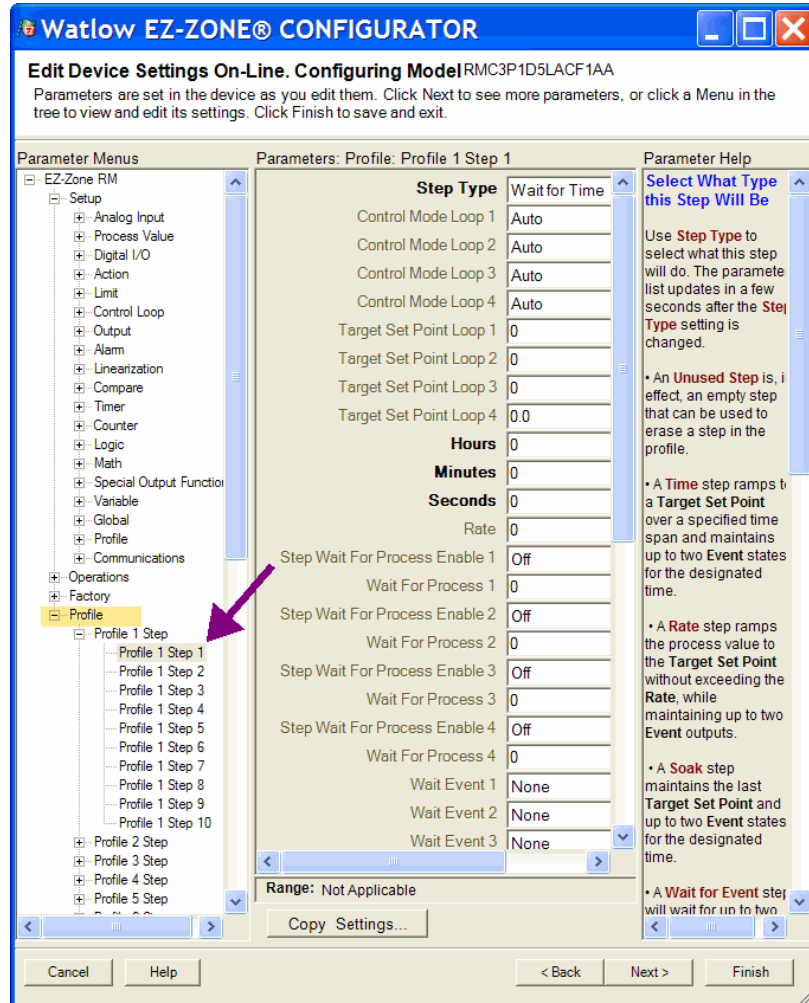 Watlow EZ-ZONE® CONFIGURATOR
Edit Device Settings On-Line. Configuring Model RMC3P1D5LACF1AA
Parameters are set in the device as you edit them. Click Next to see more parameters, or click a Menu in the
tree to view and edit its settings. Click Finish to save and exit.
Parameter Menus
EZ-Zone RM
Setup
Analog Input
Process Value
Digital I/O
Action
Limit
Control Loop
Output
Alarm
Linearization
Compare
Timer
Counter
Logic
Math
Special Output Function
Variable
Global
Profile
Communications
Operations
Factory
Profile
Profile 1 Step
Profile 1 Step 1
Profile 1 Step 2
Profile 1 Step 3
Profile 1 Step 4
Profile 1 Step 5
Profile 1 Step 6
Profile 1 Step 7
Profile 1 Step 8
Profile 1 Step 9
Profile 1 Step 10
Profile 2 Step
Profile 3 Step
Profile 4 Step
Profile 5 Step
Parameters: Profile: Profile 1 Step 1
Step Type Wait for Time
Control Mode Loop 1 Auto
Control Mode Loop 2 Auto
Control Mode Loop 3 Auto
Control Mode Loop 4 Auto
Target Set Point Loop 1 0
Target Set Point Loop 2 0
Target Set Point Loop 3 0
Target Set Point Loop 4 0.0
Hours 0
Minutes 0
Seconds 0
Rate 0
Step Wait For Process Enable 1 Off
Wait For Process 1 0
Step Wait For Process Enable 2 Off
Wait For Process 2 0
Step Wait For Process Enable 3 Off
Wait For Process 3 0
Step Wait For Process Enable 4 Off
Wait For Process 4 0
Wait Event 1 None
Wait Event 2 None
Wait Event 3 None
Range: Not Applicable
Copy Settings...
Parameter Help
Select What Type
this Step Will Be
Use Step Type to
select what this step
will do. The paramete
list updates in a few
seconds after the Step
Type setting is
changed.
• An Unused Step is, i
effect, an empty step
that can be used to
erase a step in the
profile.
• A Time step ramps t
a Target Set Point
over a specified time
span and maintains
up to two Event states
for the designated
time.
• A Rate step ramps
the process value to
the Target Set Point
without exceeding the
Rate, while
maintaining up to two
Event outputs.
• A Soak step
maintains the last
Target Set Point and
up to two Event states
for the designated
time.
• A Wait for Event step
will wait for up to two
Cancel
Help
< Back
Next >
Finish